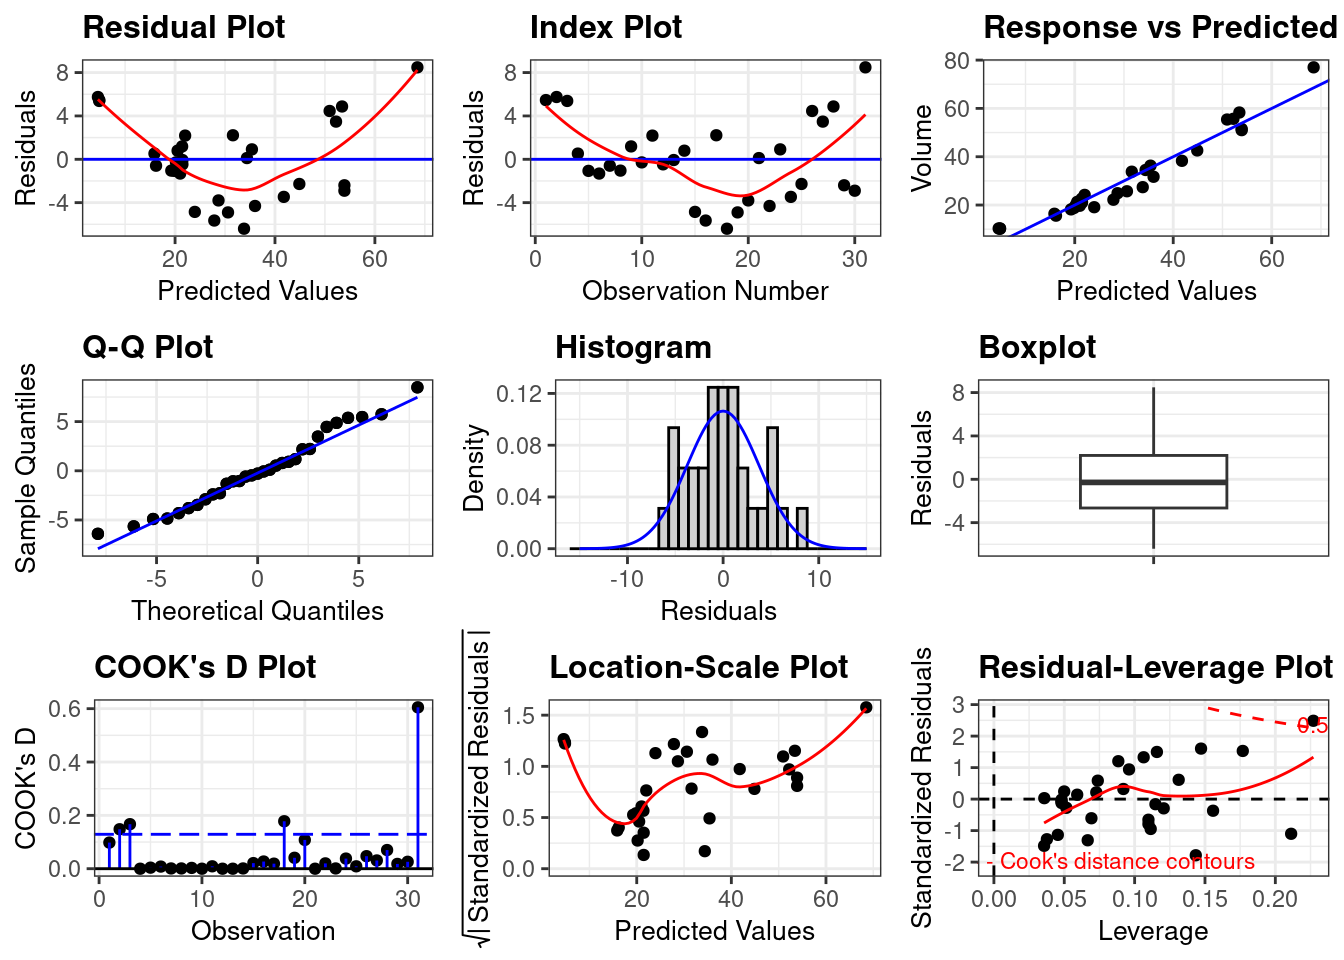 Residual Plot
Residuals
8
4
0
-4
20
40
60
Predicted Values
Index Plot
Residuals
8
4
0
-4
0
10
20
30
Observation Number
Response vs Predicted
Volume
80
60
40
20
20
40
60
Predicted Values
Q-Q Plot
Sample Quantiles
5
0
-5
-5
0
5
Theoretical Quantiles
Histogram
Density
0.12
0.08
0.04
0.00
-10
0
10
Residuals
Boxplot
Residuals
8
4
0
-4
COOK's D Plot
COOK's D
0.6
0.4
0.2
0.0
0
10
20
30
Observation
Location-Scale Plot
√|Standardized Residuals|
1.5
1.0
0.5
0.0
20
40
60
Predicted Values
Residual-Leverage Plot
Standardized Residuals
3
2
1
0
-1
-2
0.5
- Cook's distance contours
0.00
0.05
0.10
0.15
0.20
Leverage